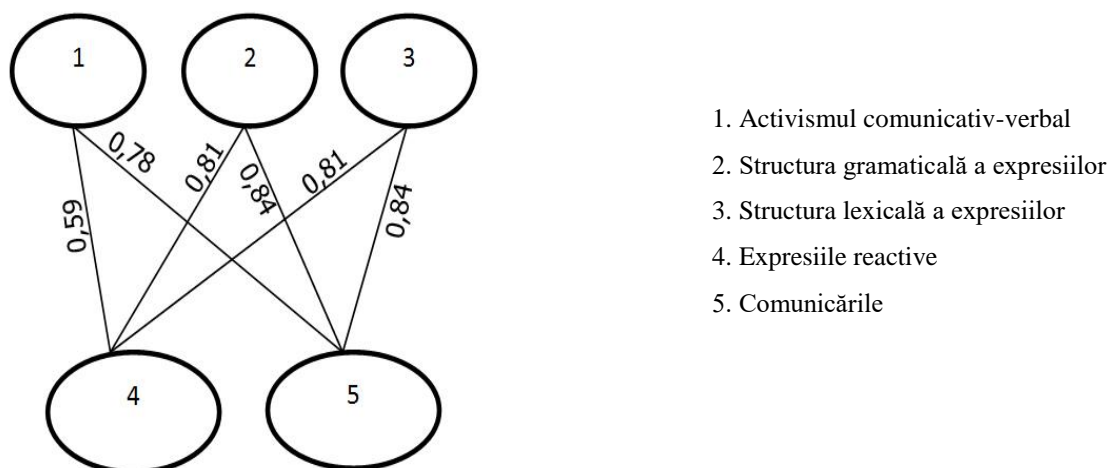 1
2
3
0,78
0,81
0,84
0,81
0,59
0,84
4
5
1. Activismul comunicativ-verbal
2. Structura gramaticală a expresiilor
3. Structura lexicală a expresiilor
4. Expresiile reactive
5. Comunicările